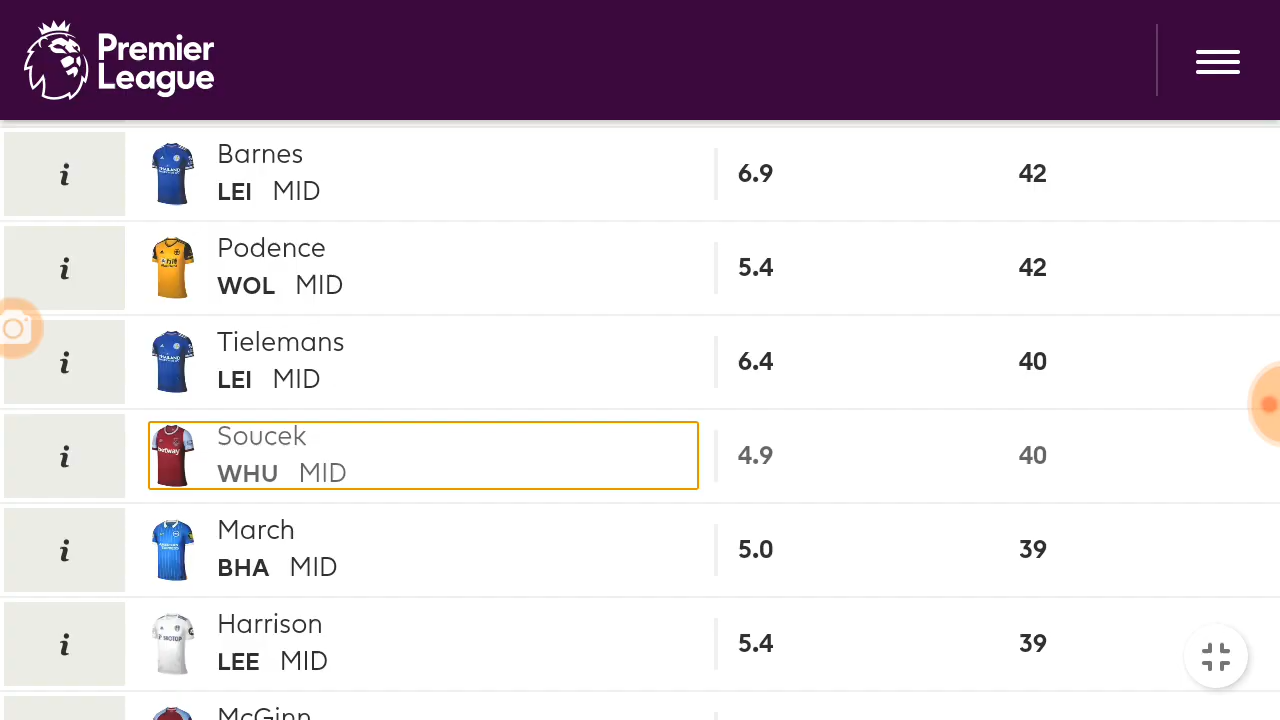 Premier
League
i Barnes 6.9 42
LEI MID
i Podence 5.4 42
WOL MID
i Tielemans 6.4 40
LEI MID
i Soucek 4.9 40
WHU MID
i March 5.0 39
BHA MID
i Harrison 5.4 39
LEE MID
McGinn